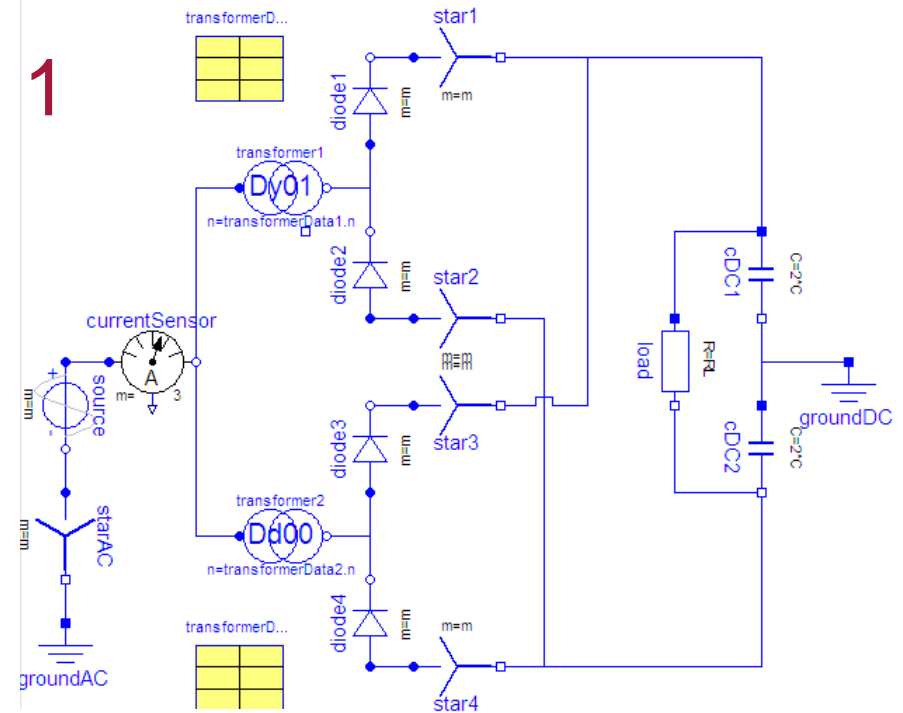 transformerD...
star1
1
m=m
diode1
m=m
transformer1
Dy01
n=transformerData1.n
diode2
m=m
star2
cDC1
C=2*C
currentSensor
m=m
m=m
load
R=RL
A
m=
3
+
source
-
m=m
groundDC
star3
cDC2
C=2*C
diode3
m=m
transformer2
Dd00
n=transformerData2.n
starAC
m=m
diode4
m=m
transformerD...
m=m
groundAC
star4